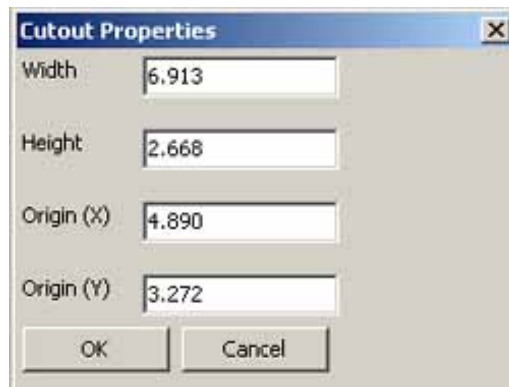 Cutout Properties
Width 6.913
Height 2.668
Origin (X) 4.890
Origin (Y) 3.272
OK Cancel